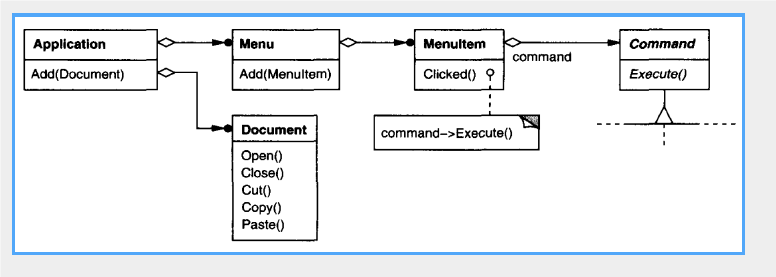 Application
Add(Document)
Menu
Add(MenuItem)
MenuItem
Clicked()
command
Command
Execute()
command->Execute()
Document
Open()
Close()
Cut()
Copy()
Paste()